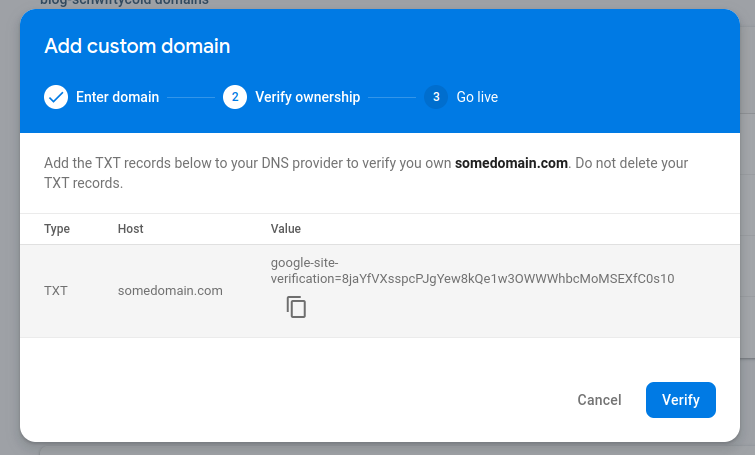 blog-schwiftycold domains
Add custom domain
Enter domain
2 Verify ownership
3 Go live
Add the TXT records below to your DNS provider to verify you own somedomain.com. Do not delete your
TXT records.
Type Host Value
google-site-
verification=8jaYfVXsspcPJgYew8kQe1w3OWWWhbcMoMSEXfC0s10
TXT somedomain.com
Cancel Verify